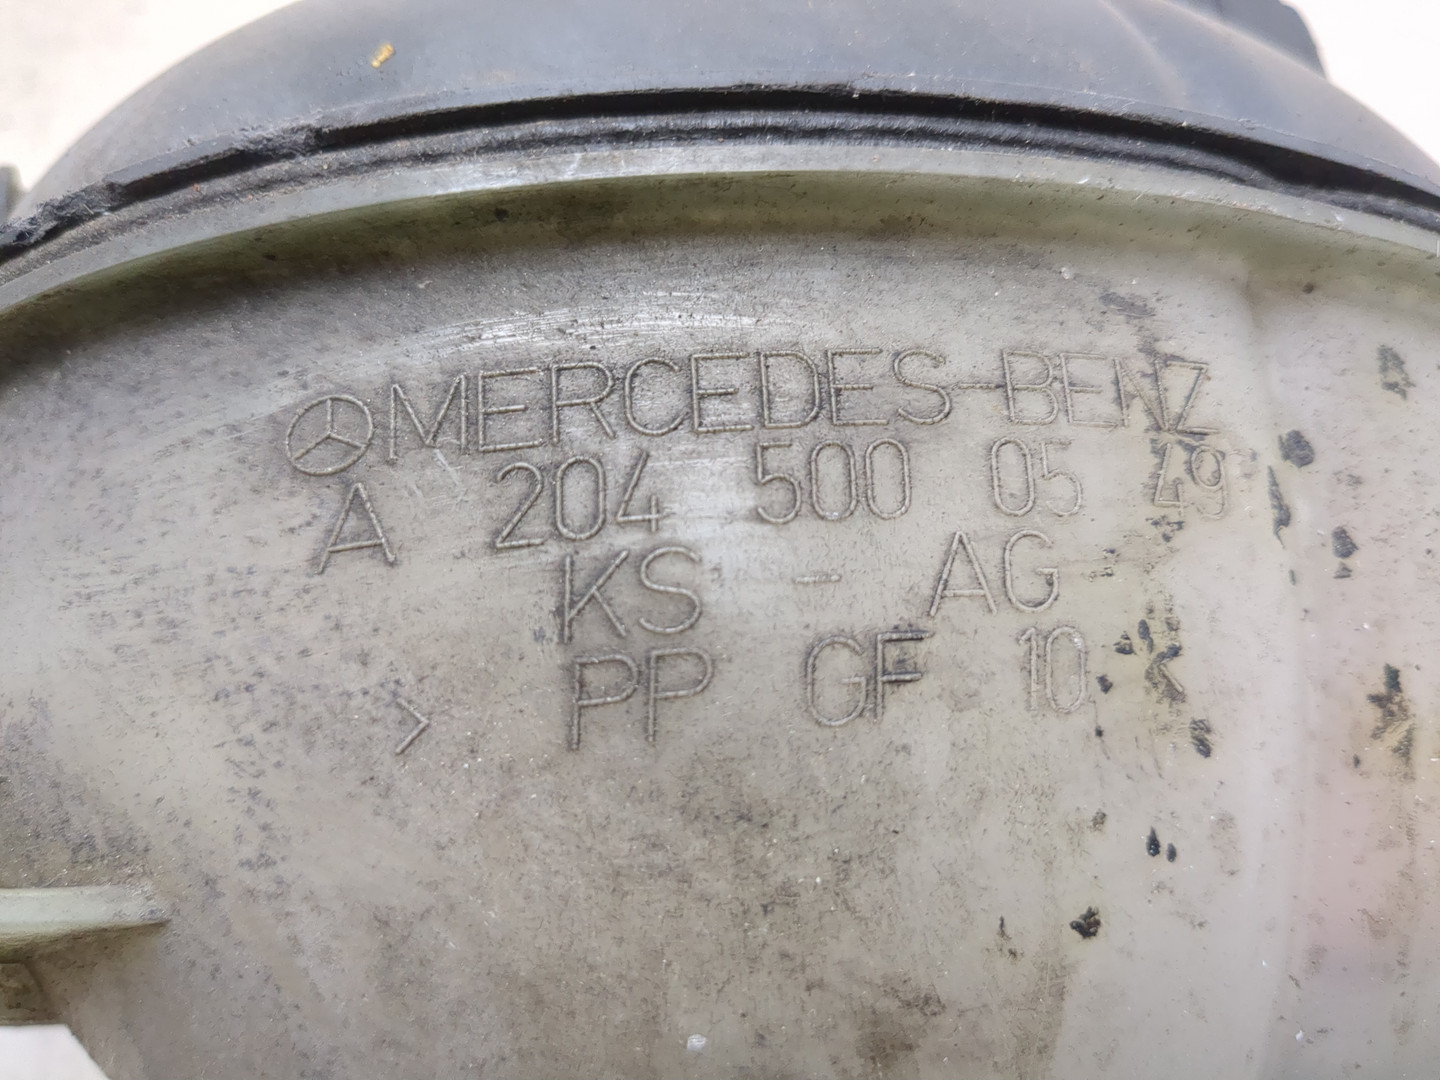 MERCEDES-BENZ
A 204 500 05 49
KS - AG
> PP GF 10 <